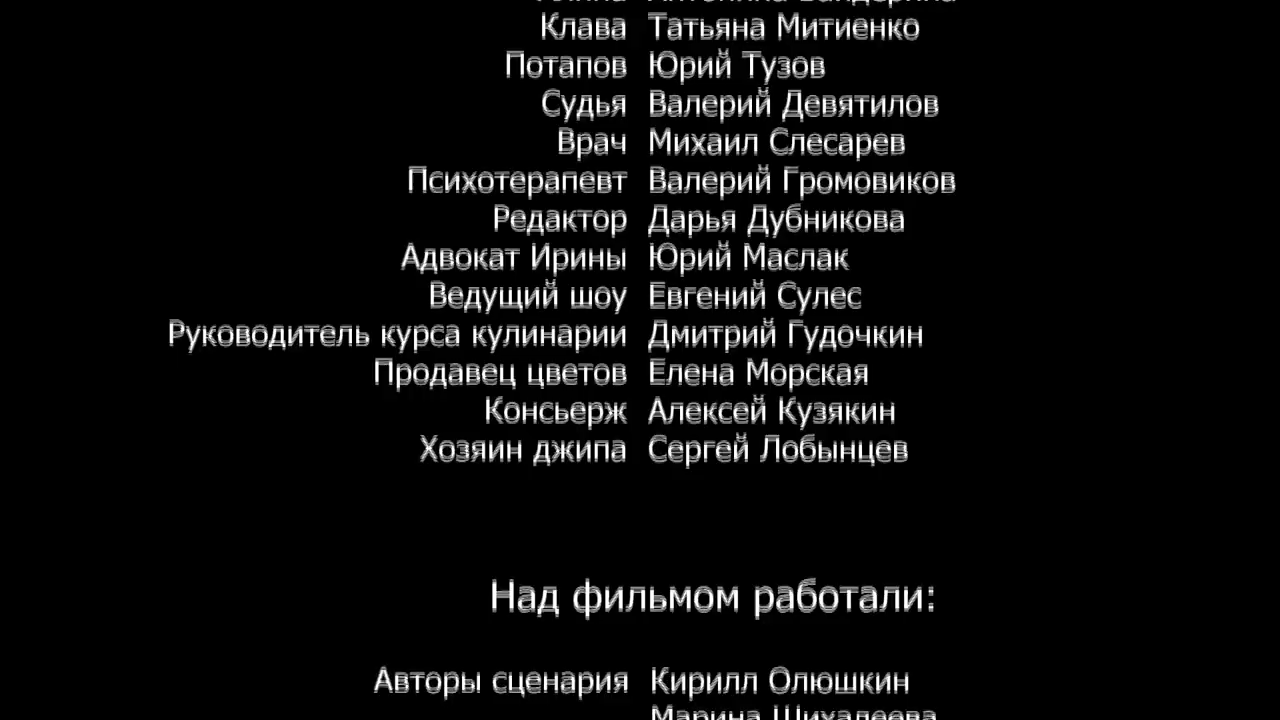 Клава Татьяна Митиенко
Потапов Юрий Тузов
Судья Валерий Девятилов
Врач Михаил Слесарев
Психотерапевт Валерий Громовиков
Редактор Дарья Дубникова
Адвокат Ирины Юрий Маслак
Ведущий шоу Евгений Сулес
Руководитель курса кулинарии Дмитрий Гудочкин
Продавец цветов Елена Морская
Консьерж Алексей Кузякин
Хозяин джипа Сергей Лобынцев
Над фильмом работали:
Авторы сценария Кирилл Олюшкин
Марина Шихалеева